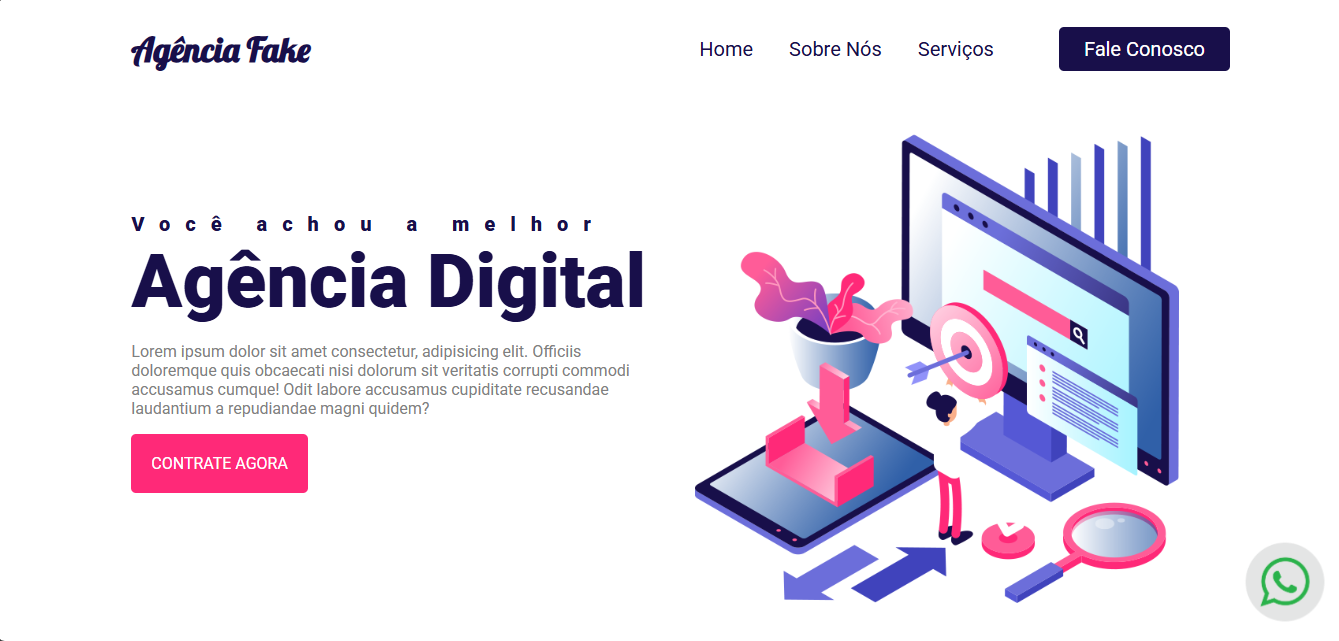 Agência Fake
Home
Sobre Nós
Serviços
Fale Conosco
Você achou a melhor
Agência Digital
Lorem ipsum dolor sit amet consectetur, adipisicing elit. Officiis
doloremque quis obcaecati nisi dolorum sit veritatis corrupti commodi
accusamus cumque! Odit labore accusamus cupiditate recusandae
laudantium a repudiandae magni quidem?
CONTRATE AGORA